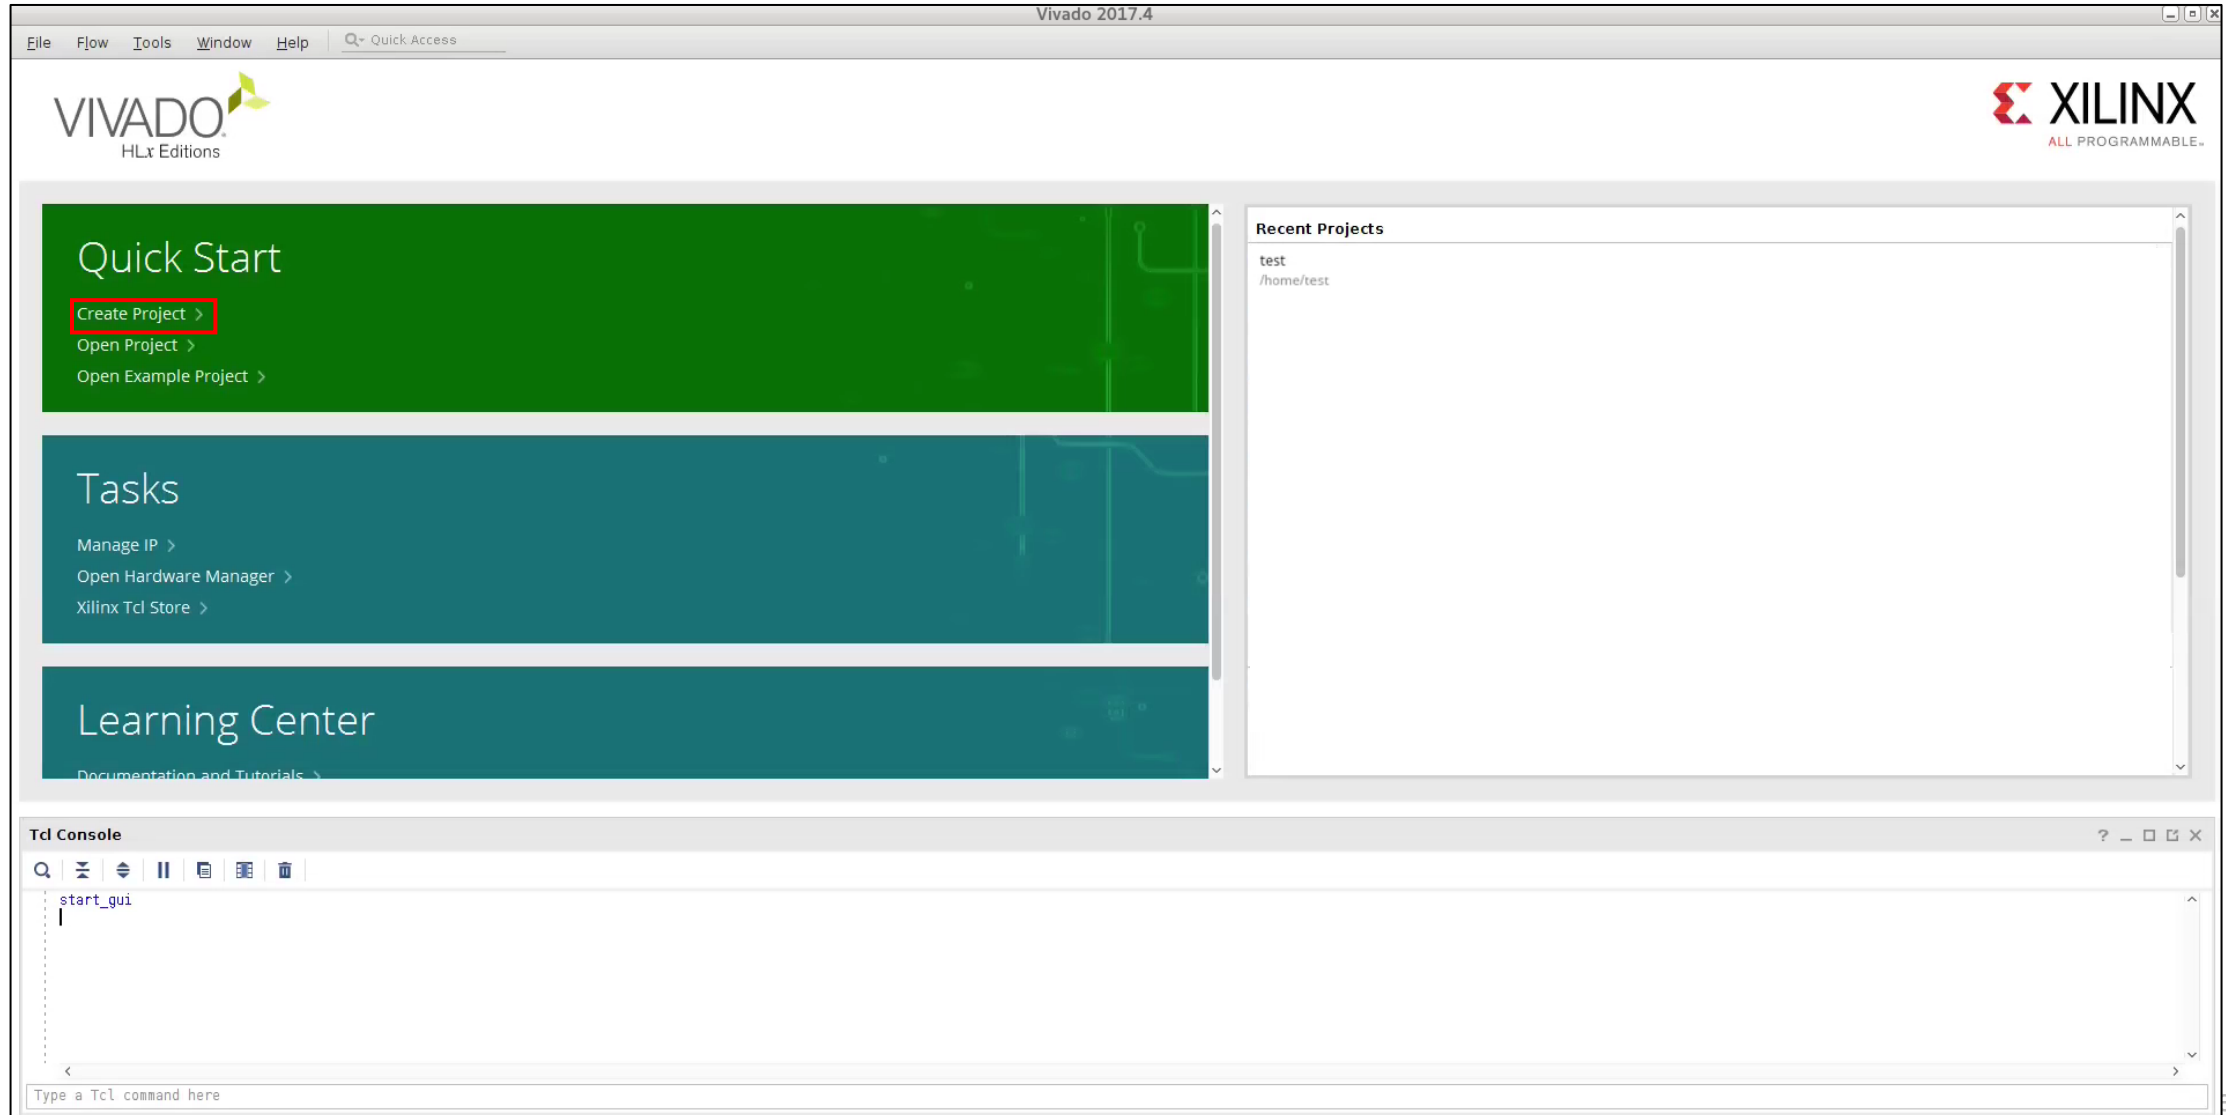 Vivado 2017.4
File Flow Tools Window Help Quick Access
VIVADO.
HLx Editions
XILINX
ALL PROGRAMMABLE™
Quick Start
Create Project
Open Project
Open Example Project
Tasks
Manage IP
Open Hardware Manager
Xilinx Tcl Store
Learning Center
Documentation and Tutorials
Recent Projects
test
/home/test
Tcl Console
start_gui
Type a Tcl command here